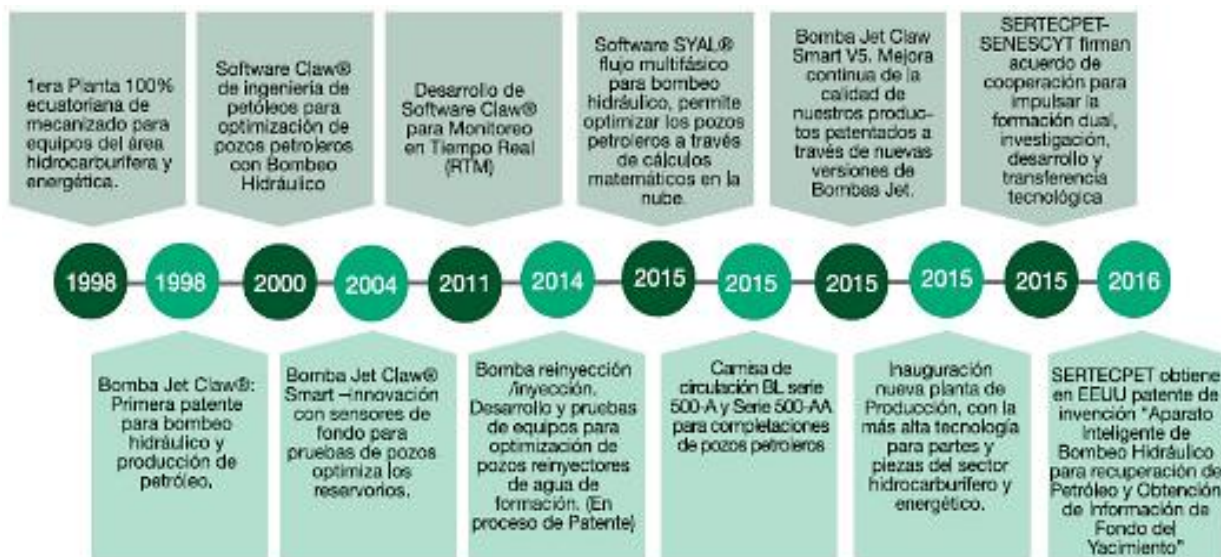 1era Planta 100%
ecuatoriana de
mecanizado para
equipos del área
hidrocarburífera y
energética.
Software Claw®
de ingeniería de
petóleos para
optimización de
pozos petroleros
con Bombeo
Hidráulico
Desarrollo de
Software Claw®
para Monitoreo
en Tiempo Real
(RTM)
Software SYAL®
flujo multifásico
para bombeo
hidráulico, permite
optimizar los pozos
petroleros a través
de cálculos
matemáticos en la
nube.
Bomba Jet Claw
Smart V5. Mejora
continua de la
calidad de
nuestros produc-
tos patentados a
través de nuevas
versiones de
Bombas Jet.
SERTECPET-
SENESCYT firman
acuerdo de
cooperación para
impulsar la
formación dual,
investigación,
desarrollo y
transferencia
tecnológica
1998 1998 2000 2004 2011 2014 2015 2015 2015 2015 2015 2016
Bomba Jet Claw®:
Primera patente
para bombeo
hidráulico y
producción de
petróleo.
Bomba Jet Claw®
Smart –innovación
con sensores de
fondo para
pruebas de pozos
optimiza los
reservorios.
Bomba reinyección
/inyección.
Desarrollo y pruebas
de equipos para
optimización de
pozos reinyectores
de agua de
formación. (En
proceso de Patente)
Camisa de
circulación BL serie
500-A y Serie 500-AA
para completaciones
de pozos petroleros
Inauguración
nueva planta de
Producción, con la
más alta tecnología
para partes y
piezas del sector
hidrocarburífero y
energético.
SERTECPET obtiene
en EEUU patente de
invención "Aparato
Inteligente de
Bombeo Hidráulico
para recuperación de
Petróleo y Obtención
de Información de
Fondo del
Yacimiento"